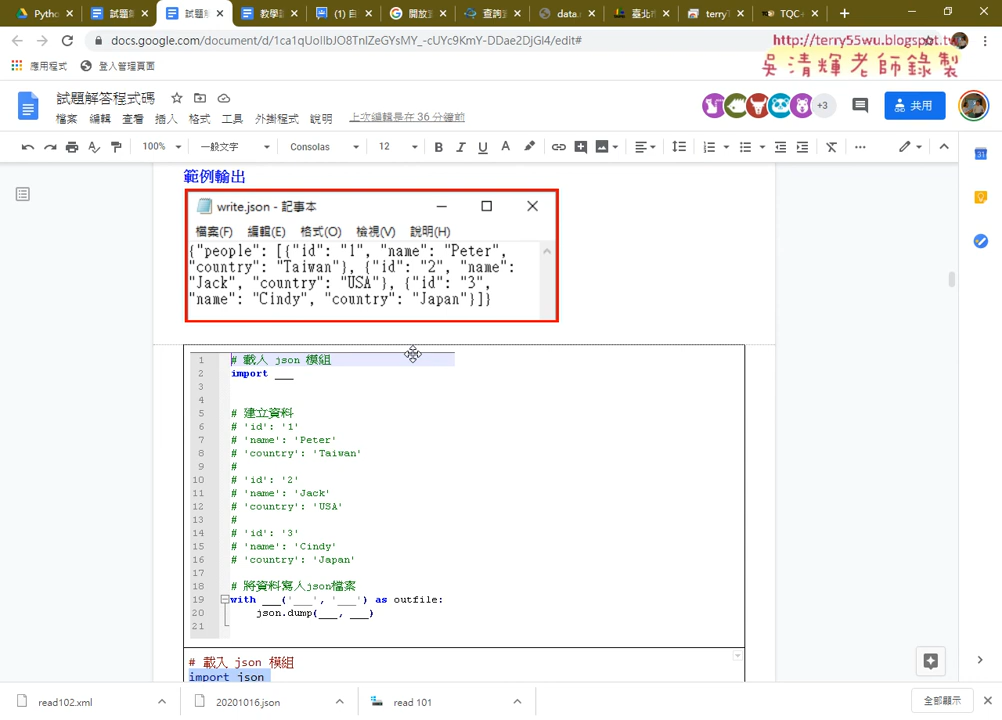 Pytho
試題
試題
教學
(1) 自
開放
查詢
data.
臺北
terry
TQC+
docs.google.com/document/d/1ca1qUoIIbJO8TnlZeGYsMY_-cUYc9KmY-DDae2DjGl4/edit#
http://terry55wu.blogspot.tw
應用程式
登入管理頁面
吳清輝老師錄製
試題解答程式碼
檔案 編輯 查看 插入 格式 工具 外掛程式 說明 上次編輯是在 36 分鐘前
+3
共用
100% 一般文字 Consolas 12 B I U A
範例輸出
write.json - 記事本
檔案(F) 編輯(E) 格式(O) 檢視(V) 說明(H)
{"people": [{"id": "1", "name": "Peter",
"country": "Taiwan"}, {"id": "2", "name":
"Jack", "country": "USA"}, {"id": "3",
"name": "Cindy", "country": "Japan"}]}
1 # 載入 json 模組
2 import ___
3
4
5 # 建立資料
6 # 'id': '1'
7 # 'name': 'Peter'
8 # 'country': 'Taiwan'
9 #
10 # 'id': '2'
11 # 'name': 'Jack'
12 # 'country': 'USA'
13 #
14 # 'id': '3'
15 # 'name': 'Cindy'
16 # 'country': 'Japan'
17
18 # 將資料寫入json檔案
19 with ___('___', '___') as outfile:
20 json.dump(___, ___)
21
# 載入 json 模組
import json
read102.xml
20201016.json
read 101
全部顯示
31